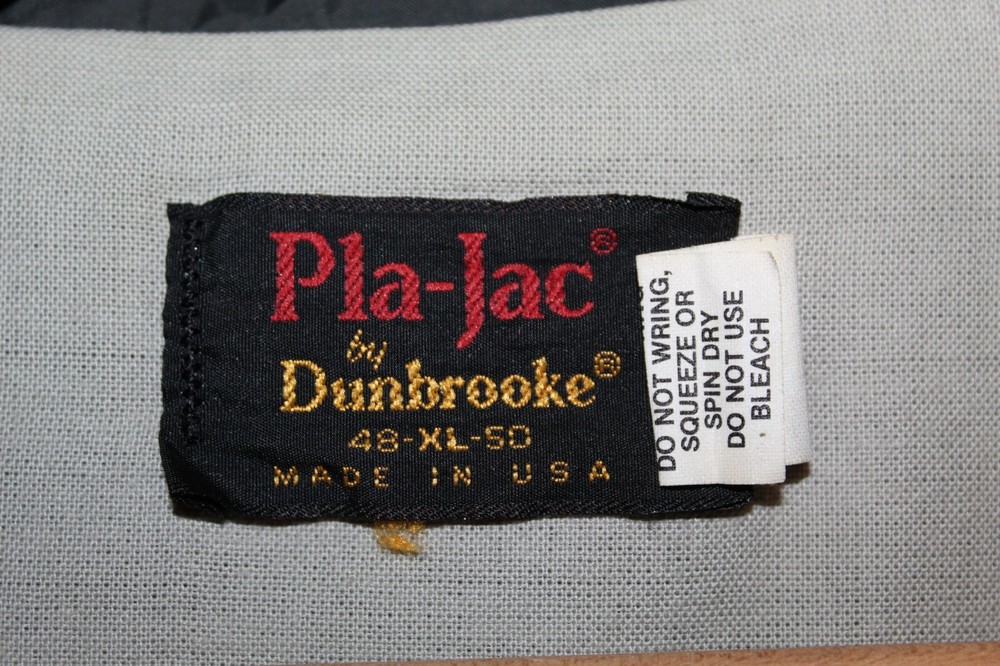 Pla-Jac®
by
Dunbrooke®
48-XL-50
MADE IN USA
DO NOT WRING,
SQUEEZE OR
SPIN DRY
DO NOT USE
BLEACH